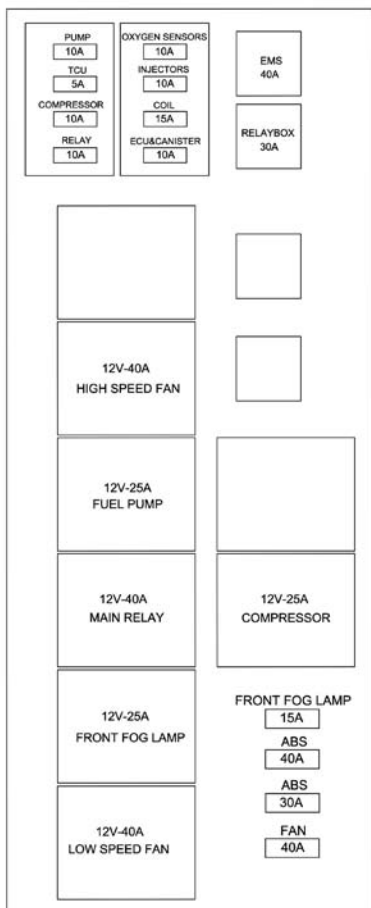 PUMP
10A
TCU
5A
COMPRESSOR
10A
RELAY
10A
OXYGEN SENSORS
10A
INJECTORS
10A
COIL
15A
ECU&CANISTER
10A
EMS
40A
RELAYBOX
30A
12V-40A
HIGH SPEED FAN
12V-25A
FUEL PUMP
12V-40A
MAIN RELAY
12V-25A
COMPRESSOR
12V-25A
FRONT FOG LAMP
12V-40A
LOW SPEED FAN
FRONT FOG LAMP
15A
ABS
40A
ABS
30A
FAN
40A